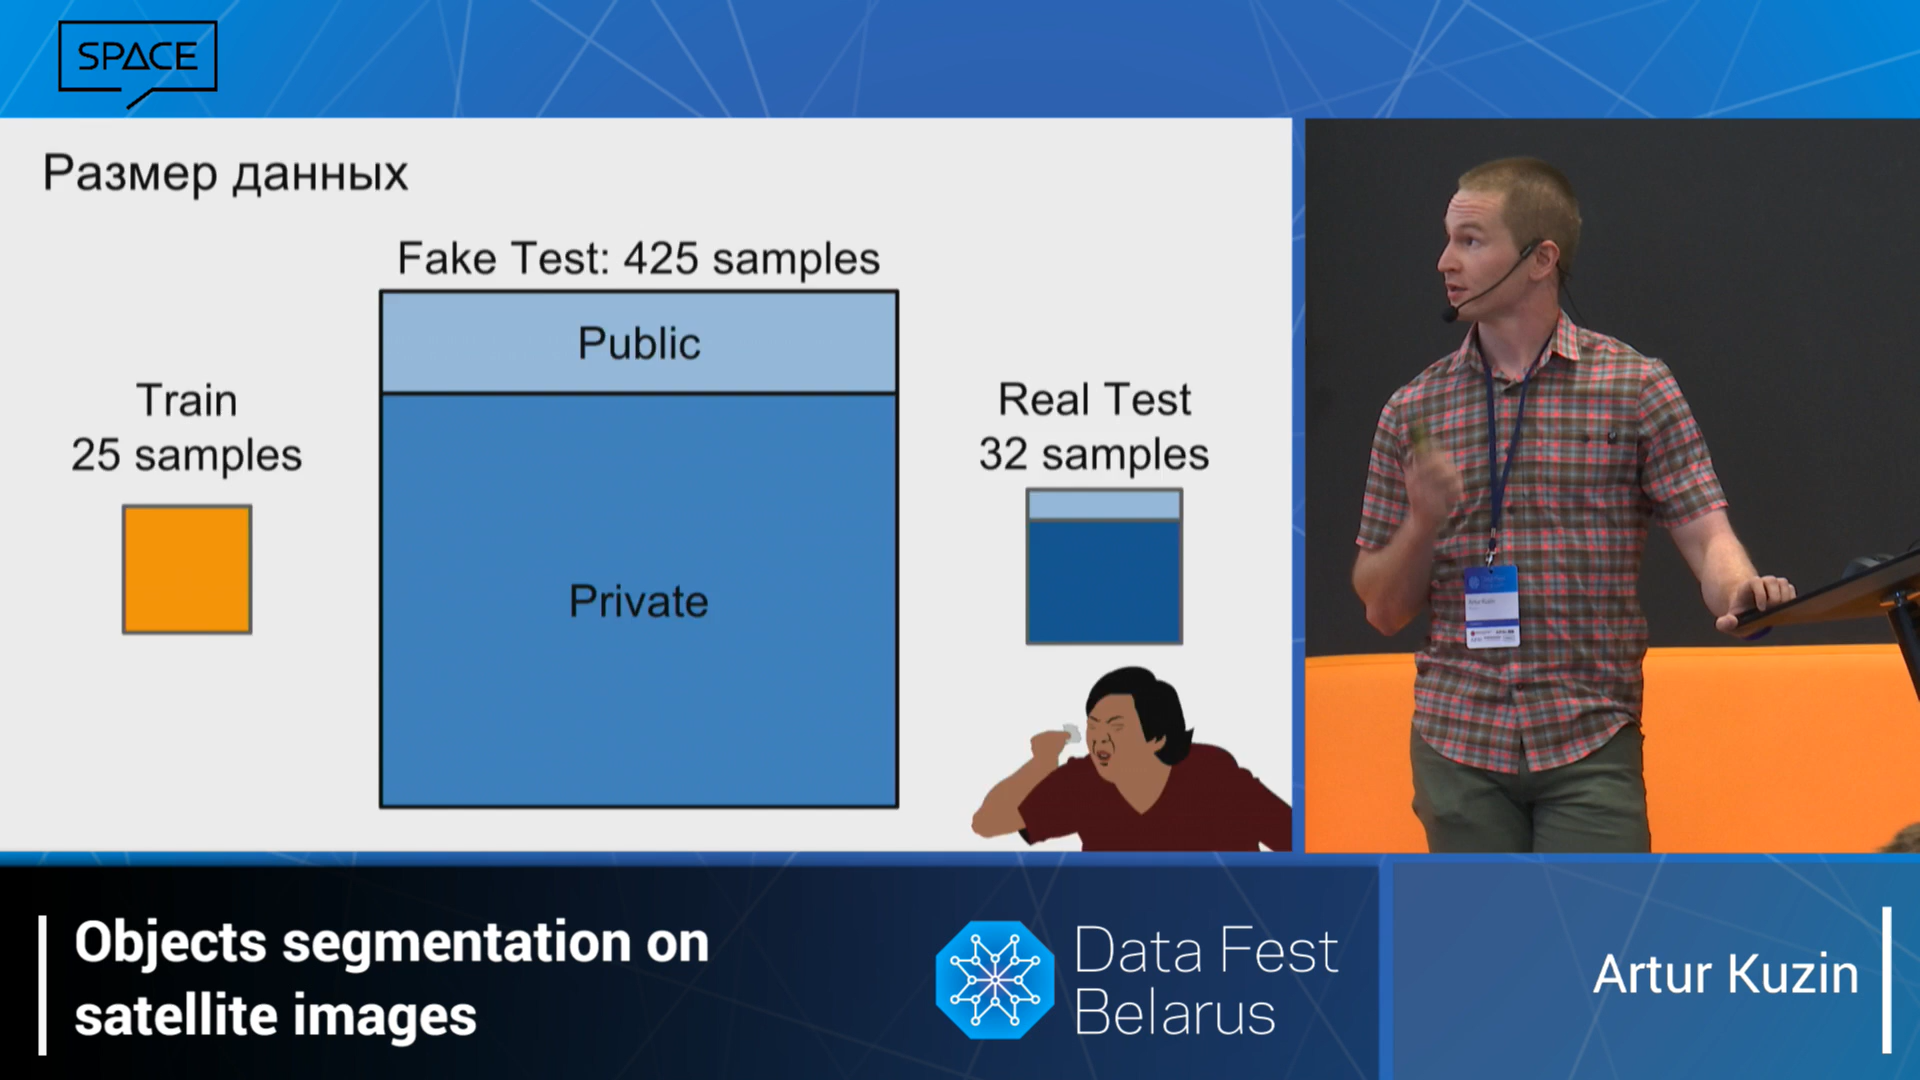 SPACE
Размер данных
Fake Test: 425 samples
Public
Private
Train
25 samples
Real Test
32 samples
Objects segmentation on
satellite images
Data Fest
Belarus
Artur Kuzin